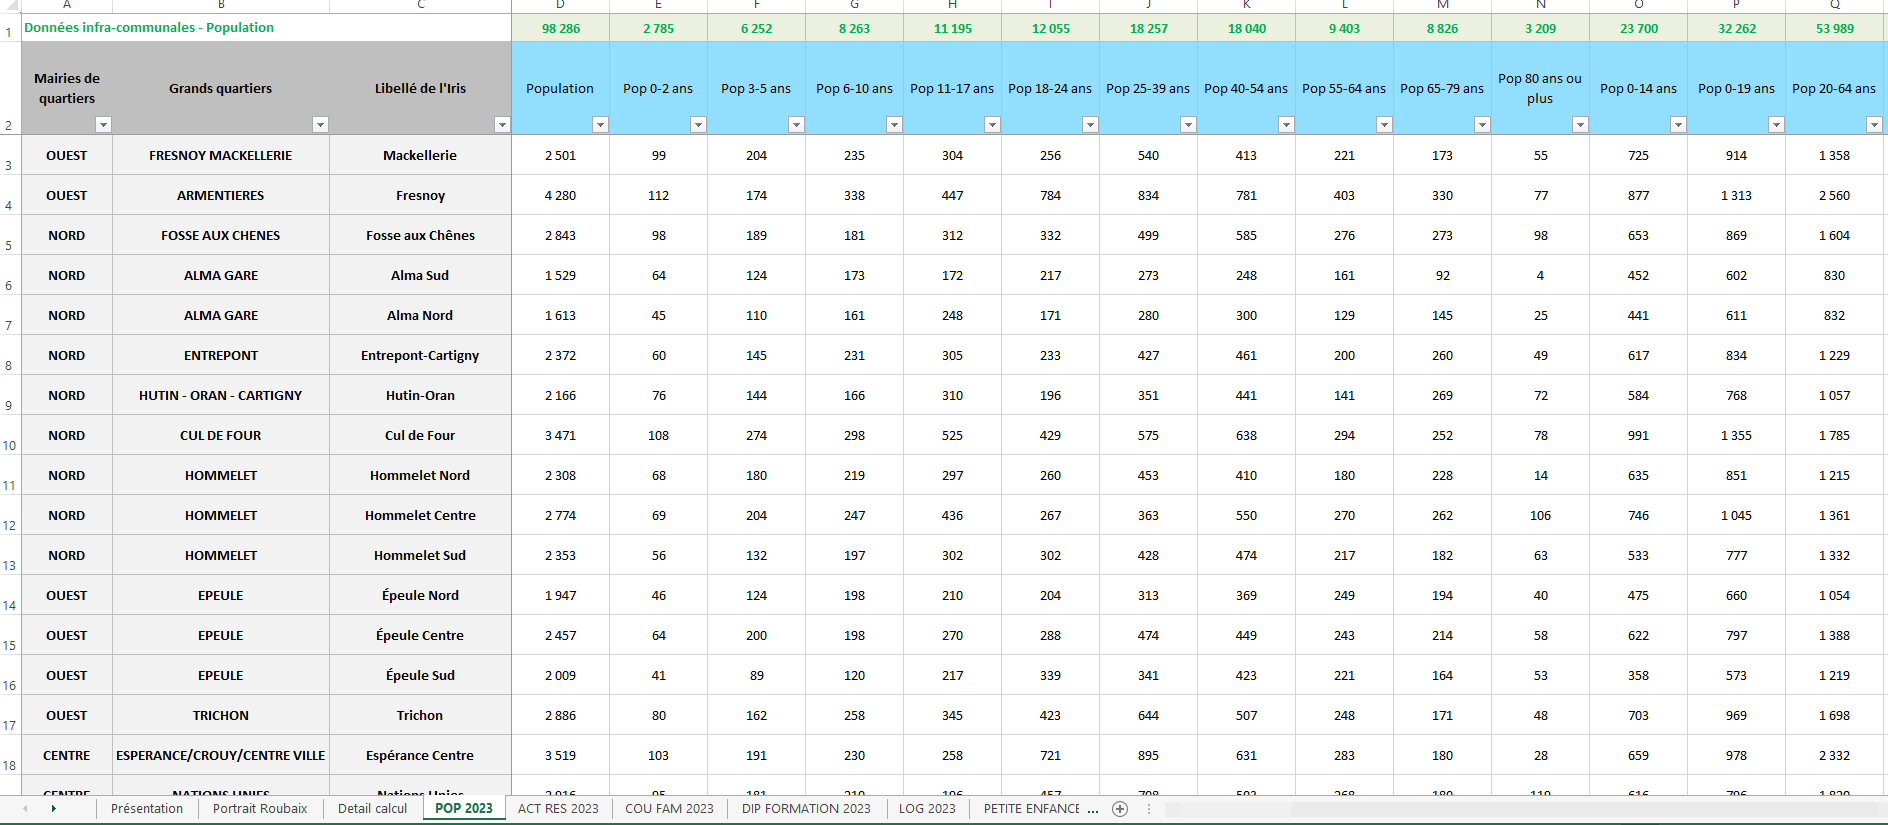 A B C D E F G H I J K L M N O P Q
1 Données infra-communales - Population 98 286 2 785 6 252 8 263 11 195 12 055 18 257 18 040 9 403 8 826 3 209 23 700 32 262 53 989
Mairies de quartiers Grands quartiers Libellé de l'Iris Population Pop 0-2 ans Pop 3-5 ans Pop 6-10 ans Pop 11-17 ans Pop 18-24 ans Pop 25-39 ans Pop 40-54 ans Pop 55-64 ans Pop 65-79 ans Pop 80 ans ou plus Pop 0-14 ans Pop 0-19 ans Pop 20-64 ans
2
3 OUEST FRESNOY MACKELLERIE Mackellerie 2 501 99 204 235 304 256 540 413 221 173 55 725 914 1 358
4 OUEST ARMENTIERES Fresnoy 4 280 112 174 338 447 784 834 781 403 330 77 877 1 313 2 560
5 NORD FOSSE AUX CHENES Fosse aux Chênes 2 843 98 189 181 312 332 499 585 276 273 98 653 869 1 604
6 NORD ALMA GARE Alma Sud 1 529 64 124 173 172 217 273 248 161 92 4 452 602 830
7 NORD ALMA GARE Alma Nord 1 613 45 110 161 248 171 280 300 129 145 25 441 611 832
8 NORD ENTREPONT Entrepont-Cartigny 2 372 60 145 231 305 233 427 461 200 260 49 617 834 1 229
9 NORD HUTIN - ORAN - CARTIGNY Hutin-Oran 2 166 76 144 166 310 196 351 441 141 269 72 584 768 1 057
10 NORD CUL DE FOUR Cul de Four 3 471 108 274 298 525 429 575 638 294 252 78 991 1 355 1 785
11 NORD HOMMELET Hommelet Nord 2 308 68 180 219 297 260 453 410 180 228 14 635 851 1 215
12 NORD HOMMELET Hommelet Centre 2 774 69 204 247 436 267 363 550 270 262 106 746 1 045 1 361
13 NORD HOMMELET Hommelet Sud 2 353 56 132 197 302 302 428 474 217 182 63 533 777 1 332
14 OUEST EPEULE Épeule Nord 1 947 46 124 198 210 204 313 369 249 194 40 475 660 1 054
15 OUEST EPEULE Épeule Centre 2 457 64 200 198 270 288 474 449 243 214 58 622 797 1 388
16 OUEST EPEULE Épeule Sud 2 009 41 89 120 217 339 341 423 221 164 53 358 573 1 219
17 OUEST TRICHON Trichon 2 886 80 162 258 345 423 644 507 248 171 48 703 969 1 698
18 CENTRE ESPERANCE/CROUY/CENTRE VILLE Espérance Centre 3 519 103 191 230 258 721 895 631 283 180 28 659 978 2 332
CENTRE NATIONS UNIES Nations Unies
Présentation Portrait Roubaix Detail calcul POP 2023 ACT RES 2023 COU FAM 2023 DIP FORMATION 2023 LOG 2023 PETITE ENFANCE ...